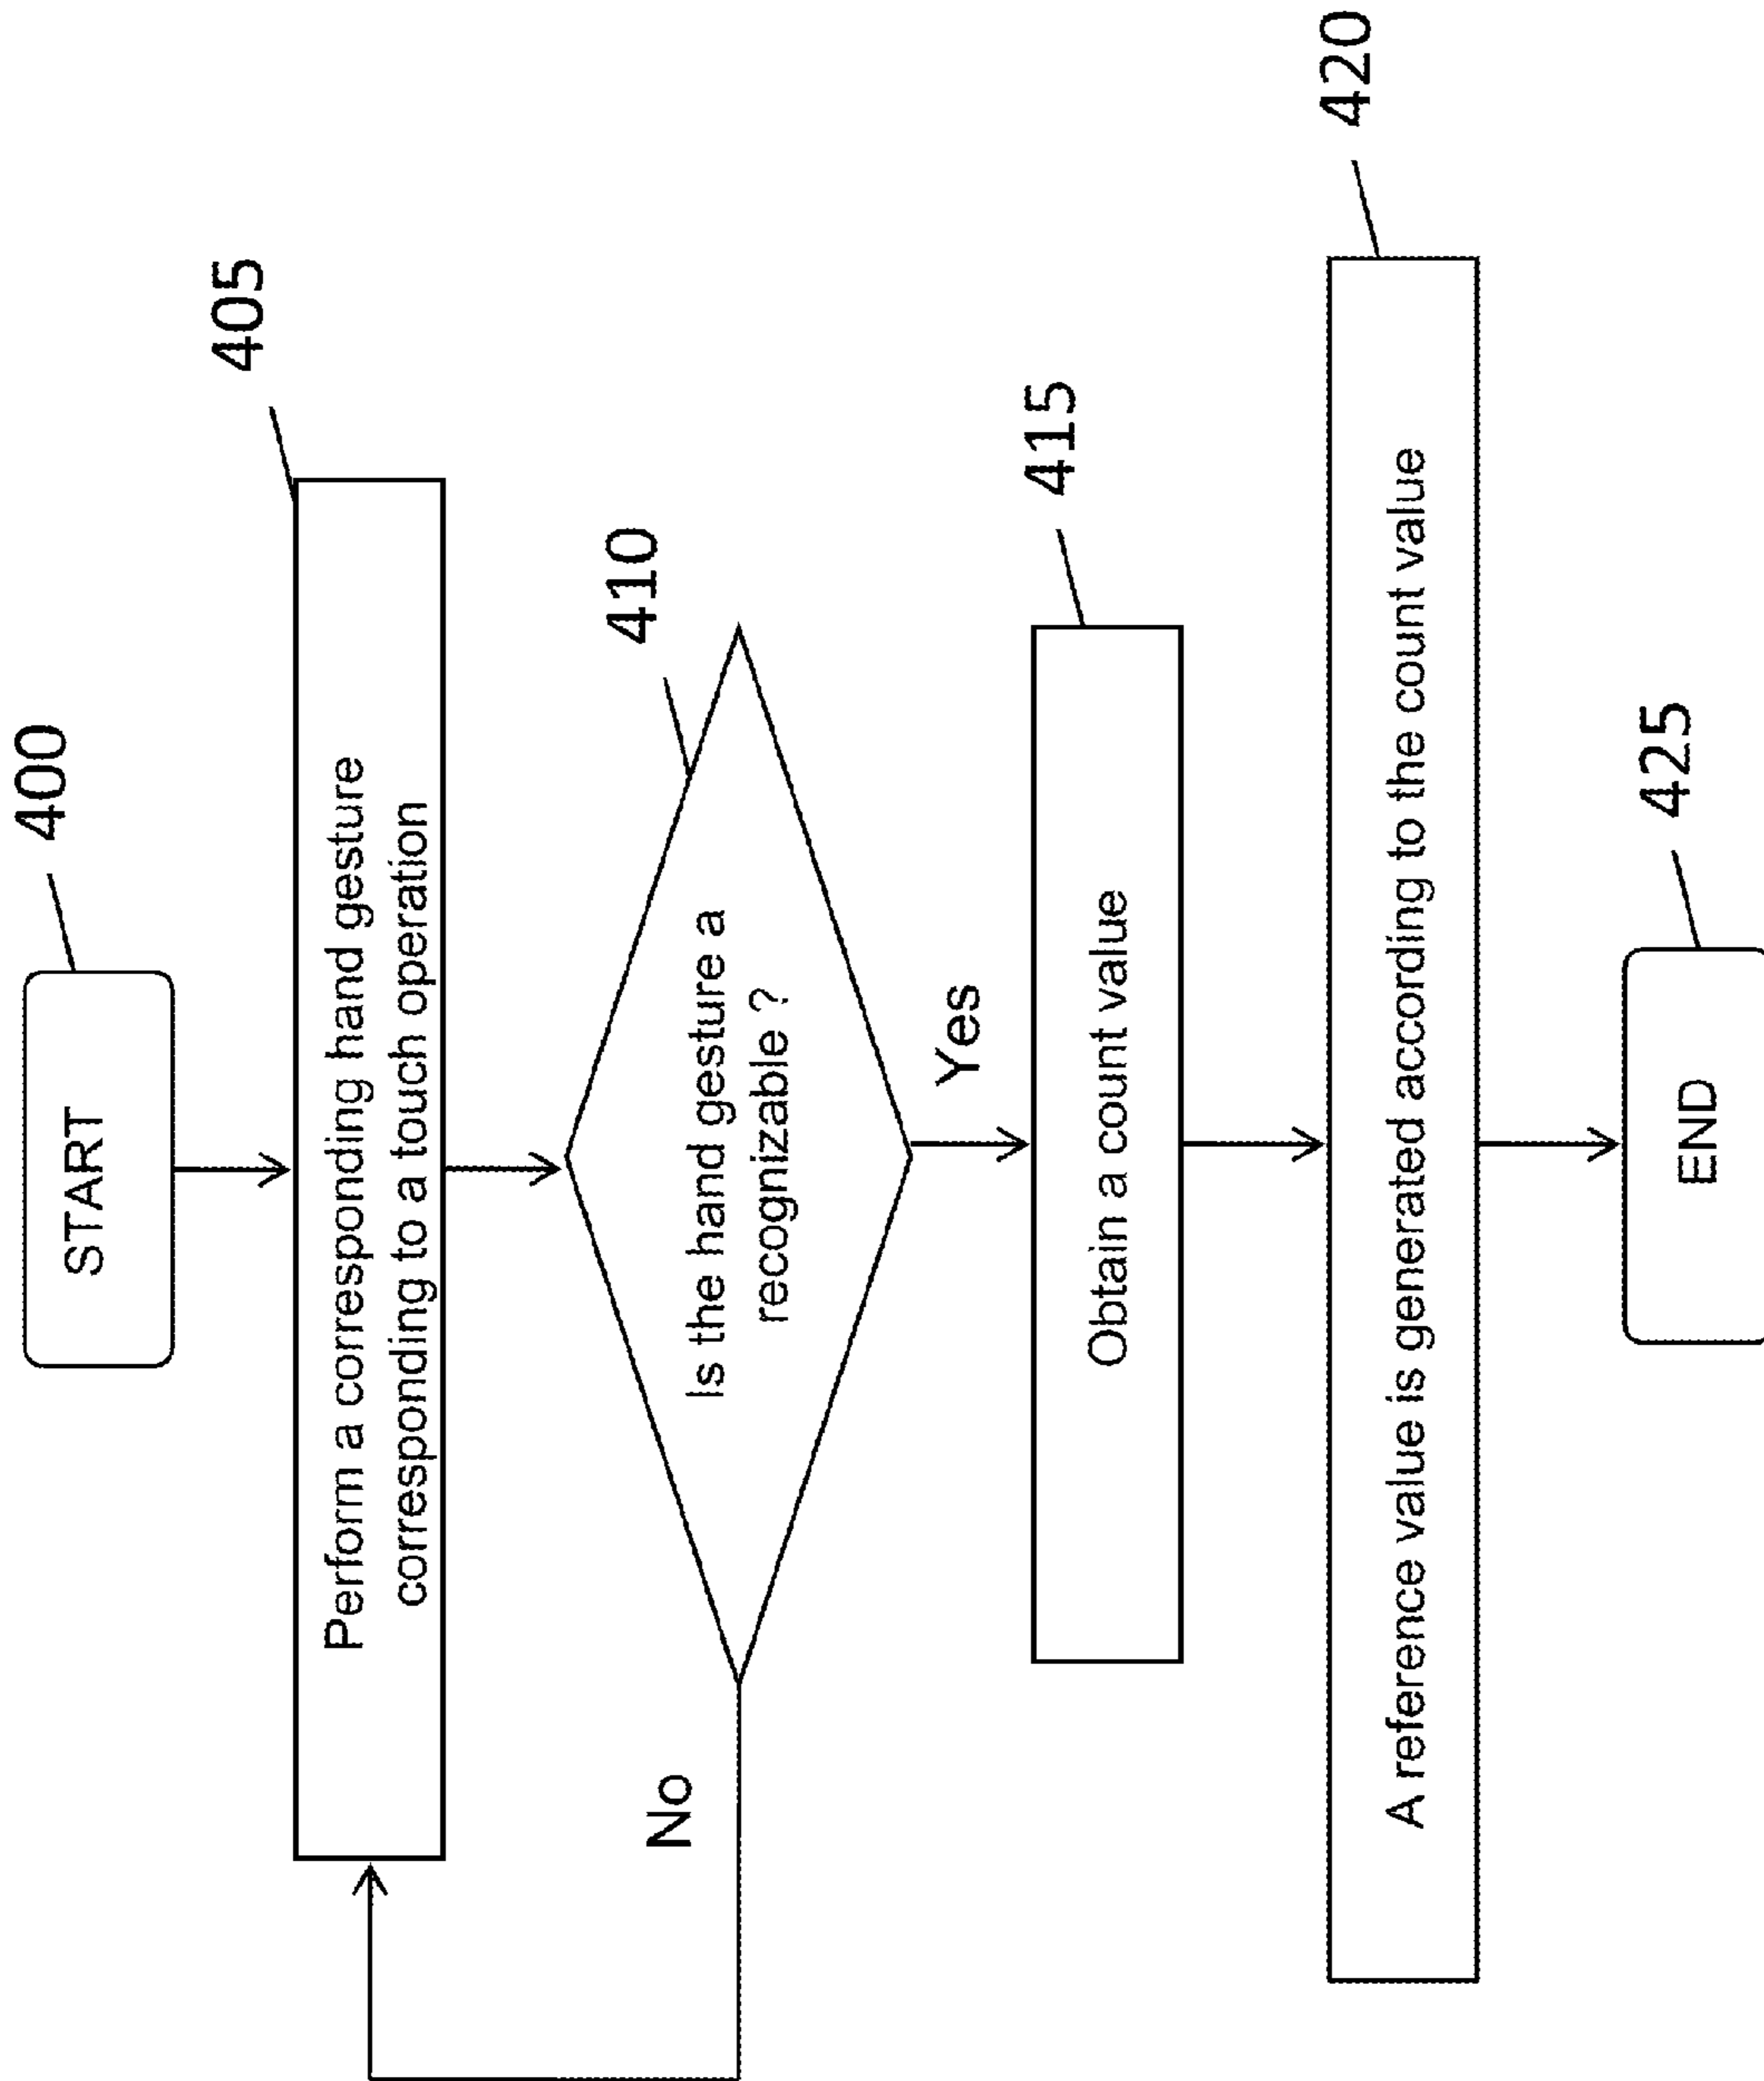 400
START
405
Perform a corresponding hand gesture
corresponding to a touch operation
410
Is the hand gesture a
recognizable ?
No
Yes
415
Obtain a count value
420
A reference value is generated according to the count value
425
END